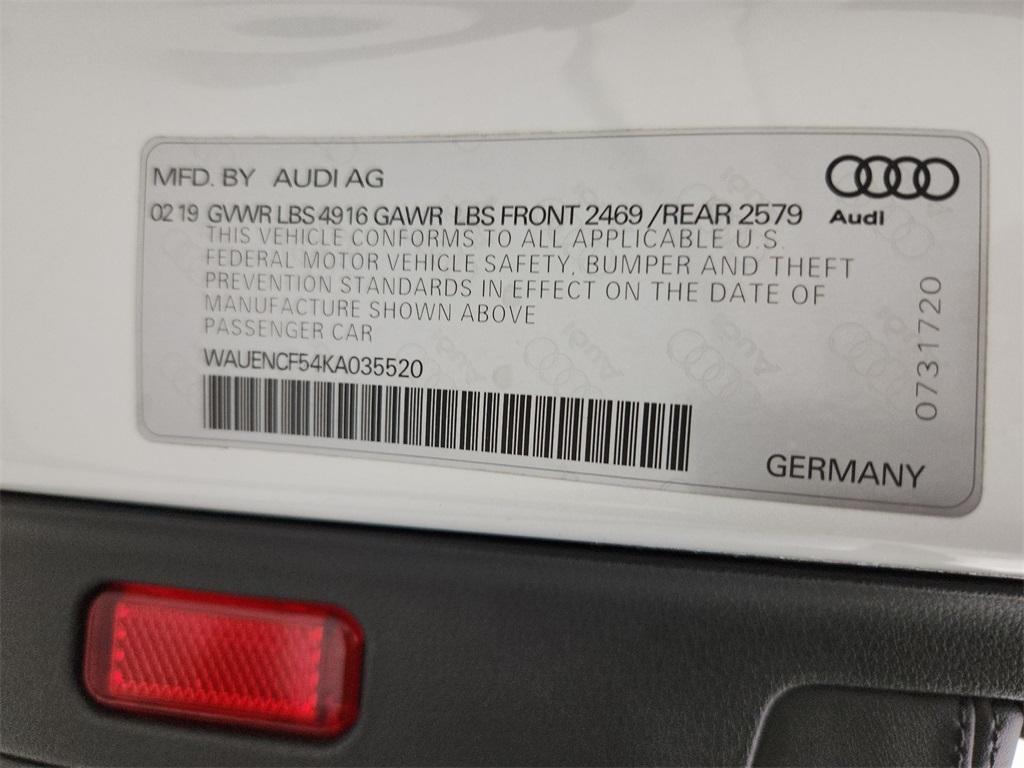 MFD. BY AUDI AG
Audi
02 19 GVWR LBS 4916 GAWR LBS FRONT 2469 /REAR 2579
THIS VEHICLE CONFORMS TO ALL APPLICABLE U.S.
FEDERAL MOTOR VEHICLE SAFETY, BUMPER AND THEFT
PREVENTION STANDARDS IN EFFECT ON THE DATE OF
MANUFACTURE SHOWN ABOVE
PASSENGER CAR
WAUENCF54KA035520
0731720
GERMANY